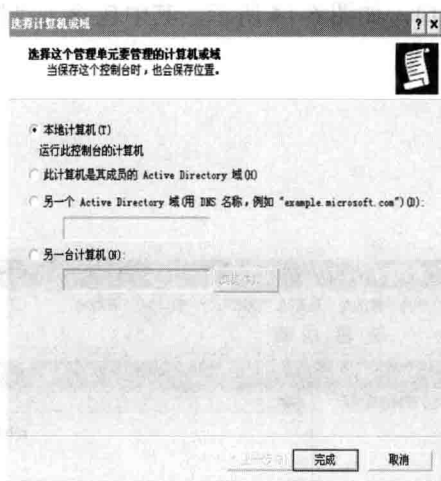 选择计算机或域
选择这个管理单元要管理的计算机或域
当保存这个控制台时，也会保存位置。
本地计算机(T)
运行此控制台的计算机
此计算机是其成员的 Active Directory 域(H)
另一个 Active Directory 域(用 DNS 名称，例如 "example.microsoft.com")(D):
另一台计算机(N):
完成
取消